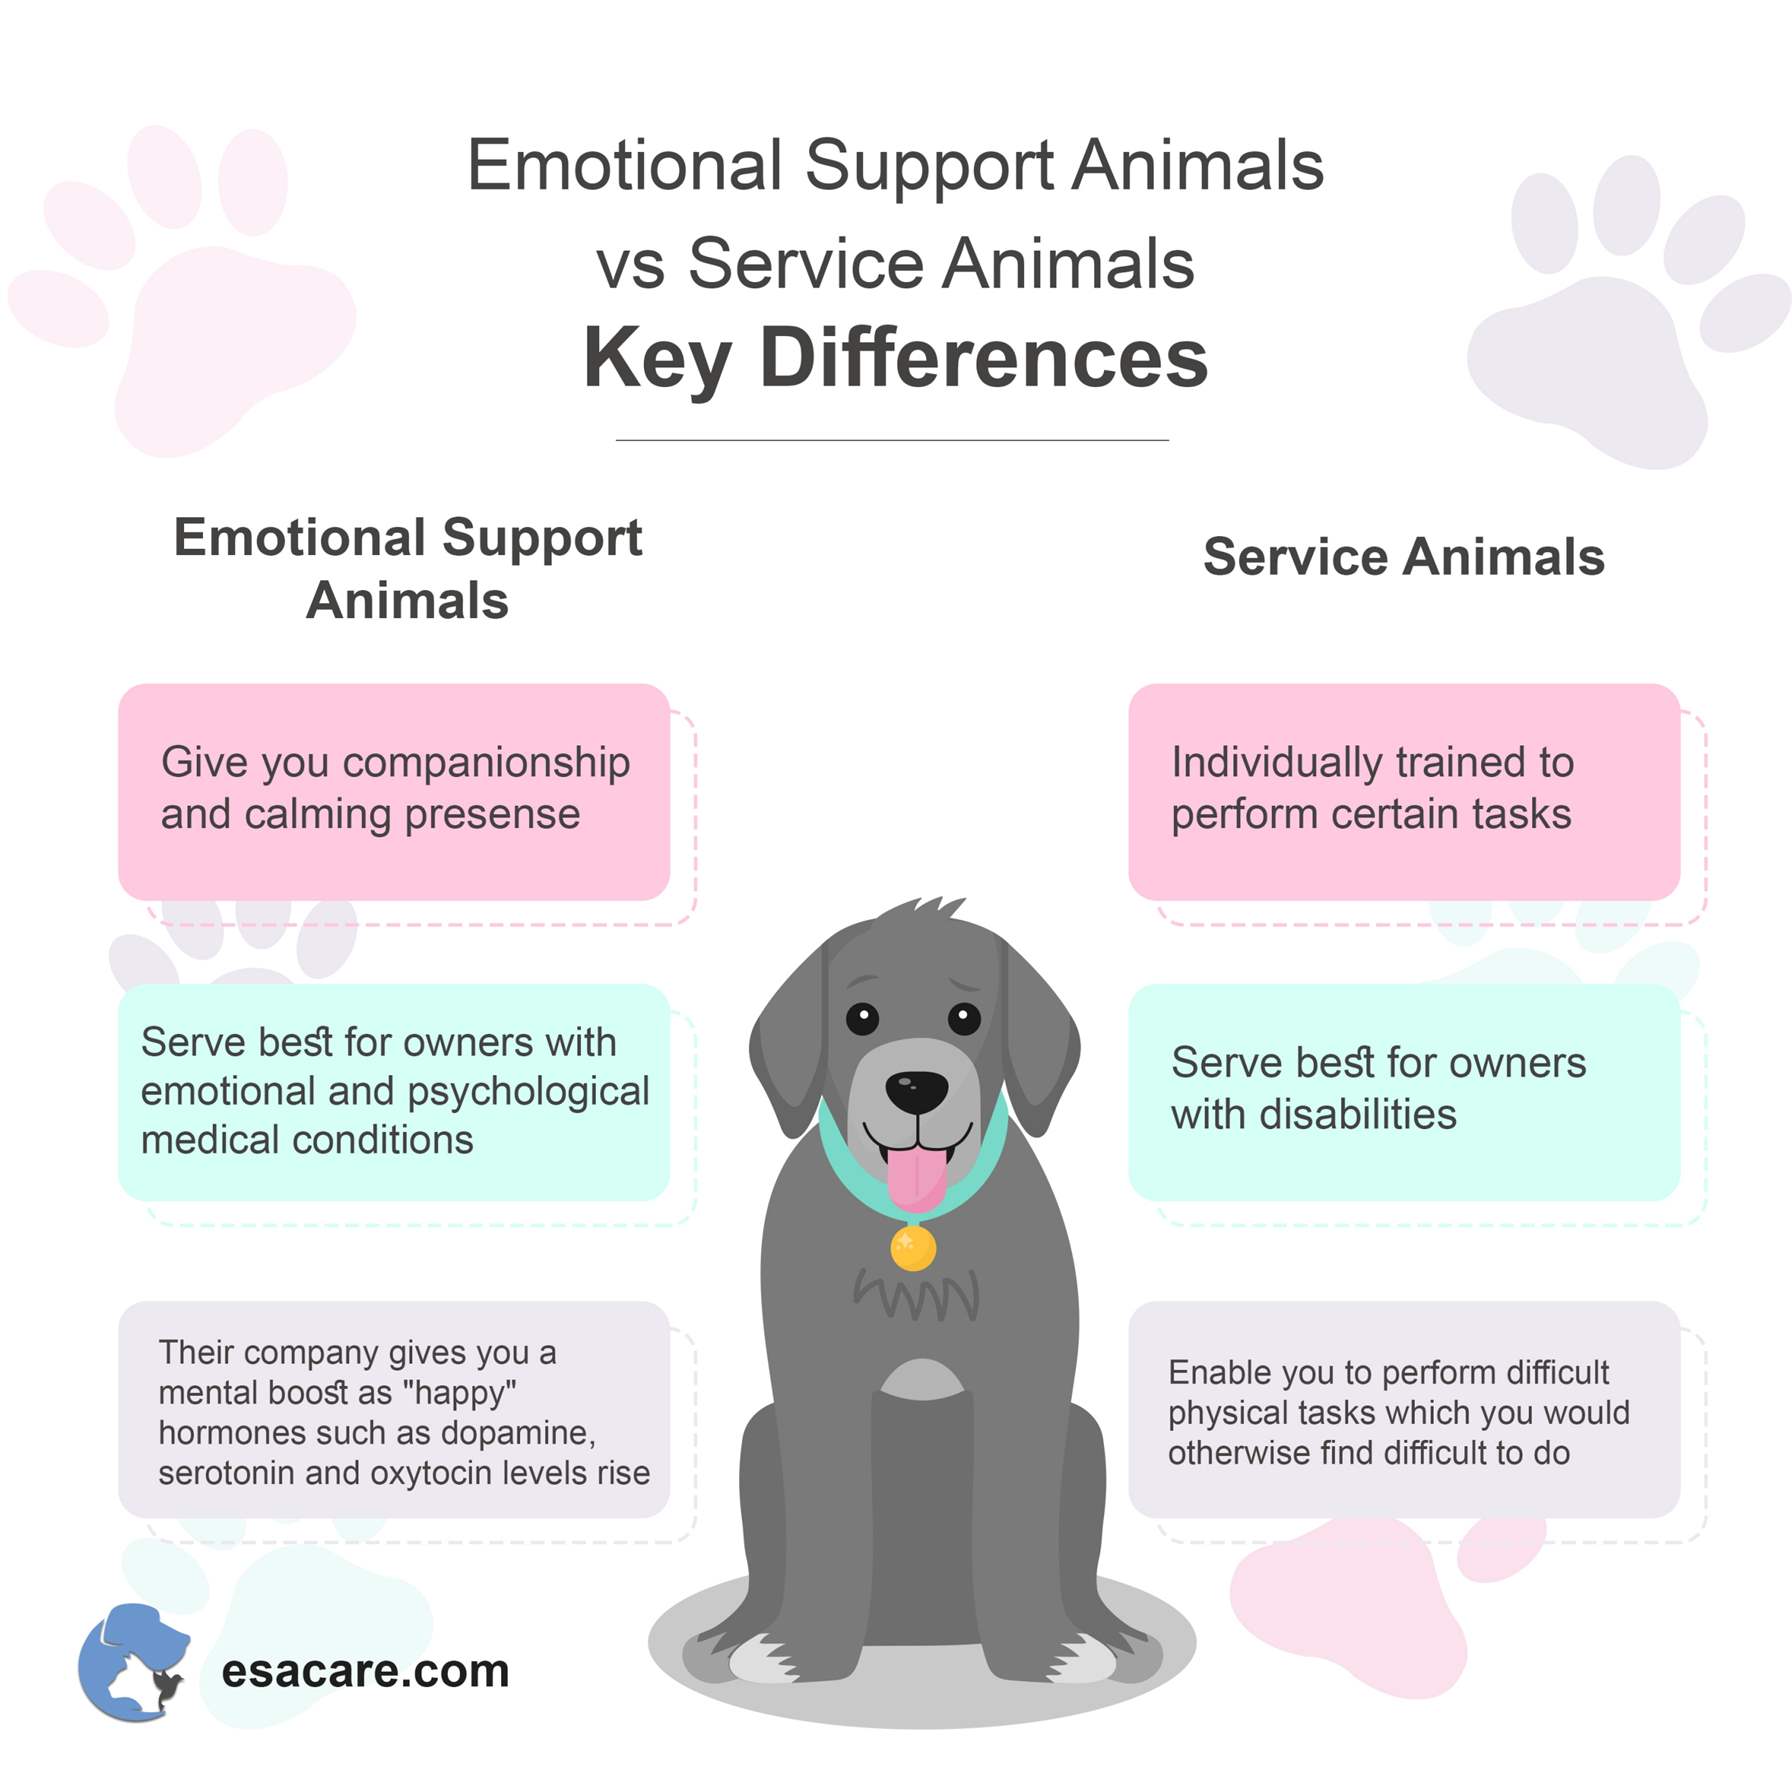 Emotional Support Animals
vs Service Animals
Key Differences
Emotional Support
Animals
Give you companionship
and calming presense
Serve best for owners with
emotional and psychological
medical conditions
Their company gives you a
mental boost as "happy"
hormones such as dopamine,
serotonin and oxytocin levels rise
Service Animals
Individually trained to
perform certain tasks
Serve best for owners
with disabilities
Enable you to perform difficult
physical tasks which you would
otherwise find difficult to do
esacare.com